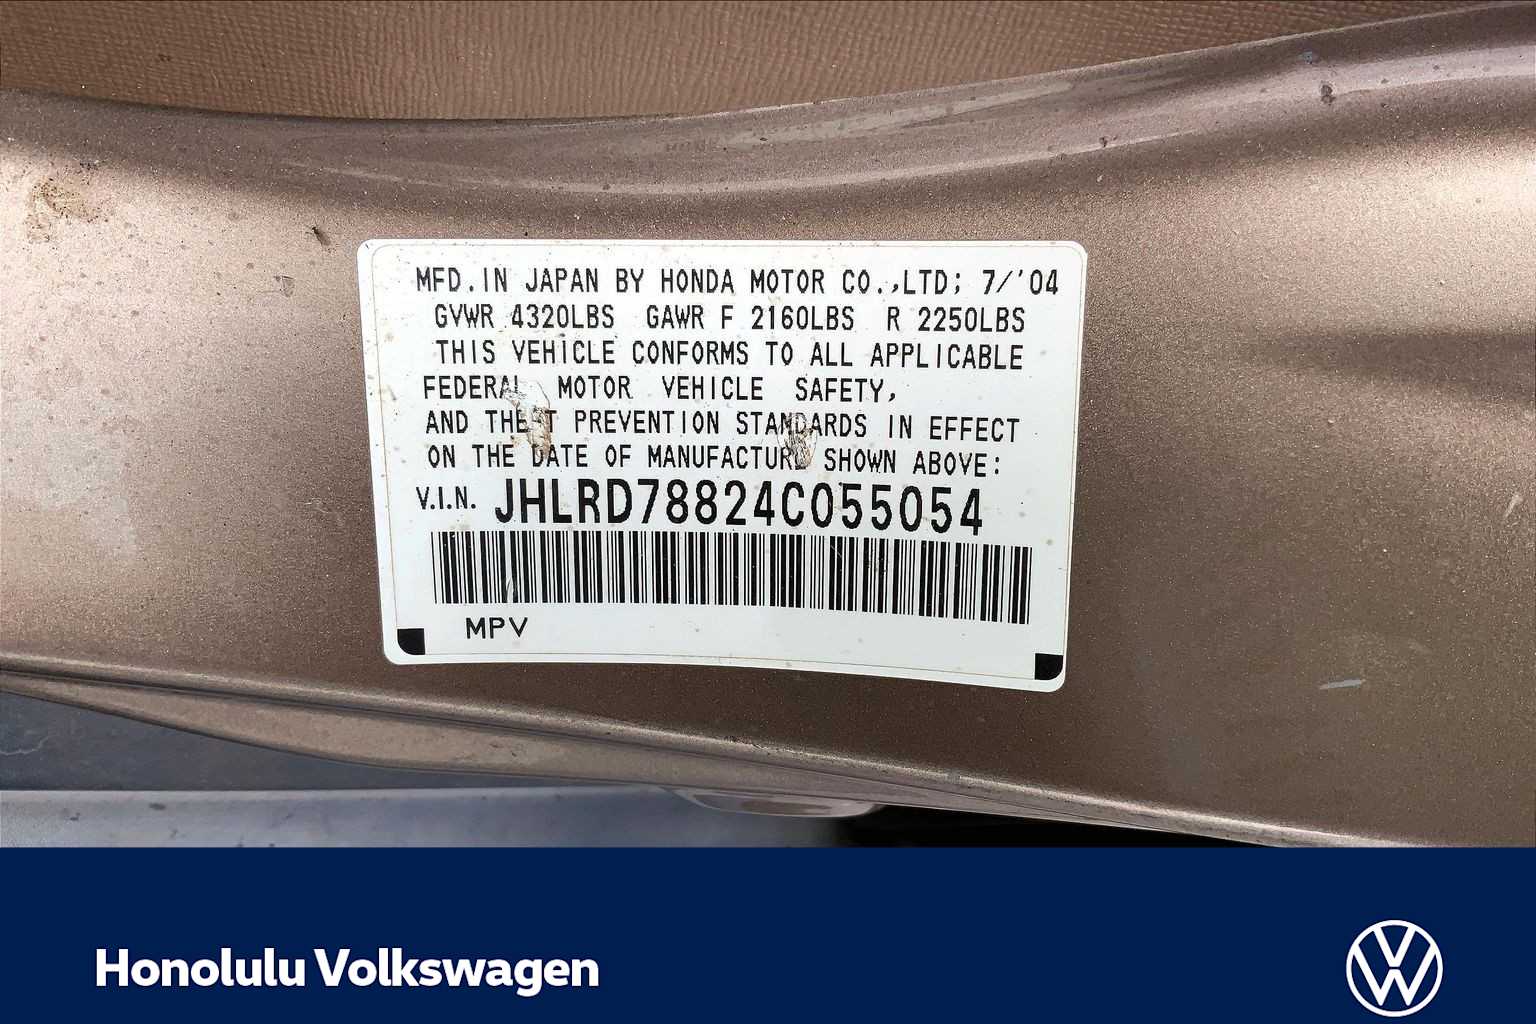 MFD. IN JAPAN BY HONDA MOTOR CO.,LTD; 7/'04
GVWR 4320LBS GAWR F 2160LBS R 2250LBS
THIS VEHICLE CONFORMS TO ALL APPLICABLE
FEDERAL MOTOR VEHICLE SAFETY,
AND THEFT PREVENTION STANDARDS IN EFFECT
ON THE DATE OF MANUFACTURE SHOWN ABOVE:
V.I.N. JHLRD78824C055054
MPV
Honolulu Volkswagen